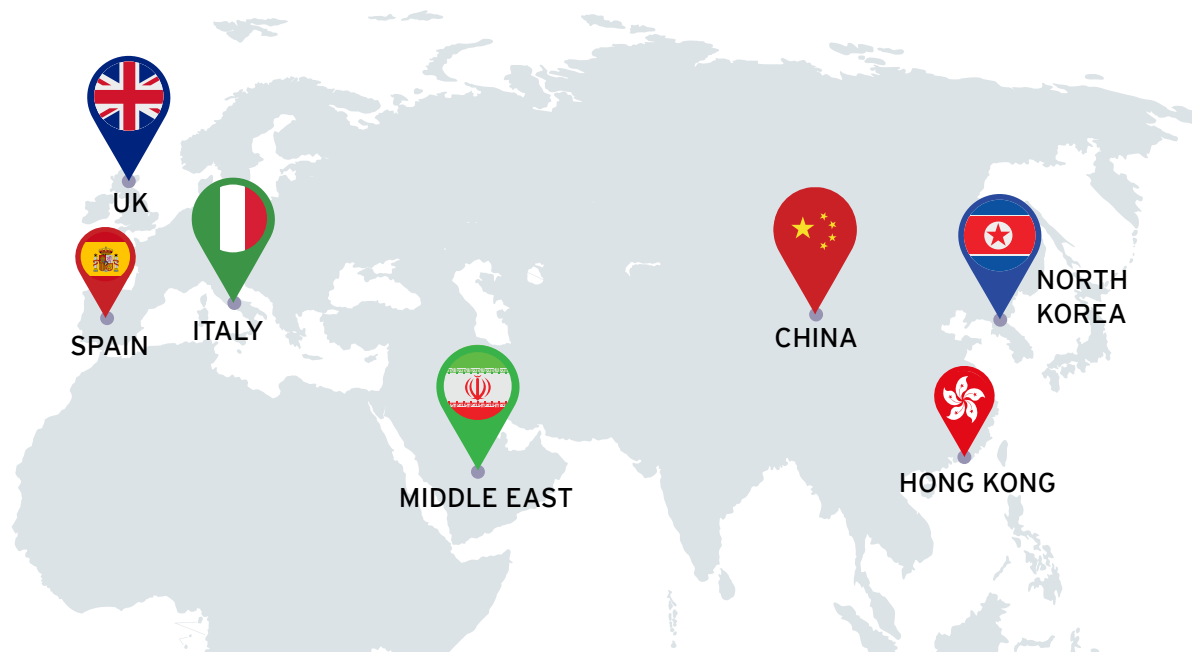 UK
SPAIN
ITALY
MIDDLE EAST
CHINA
NORTH
KOREA
HONG KONG